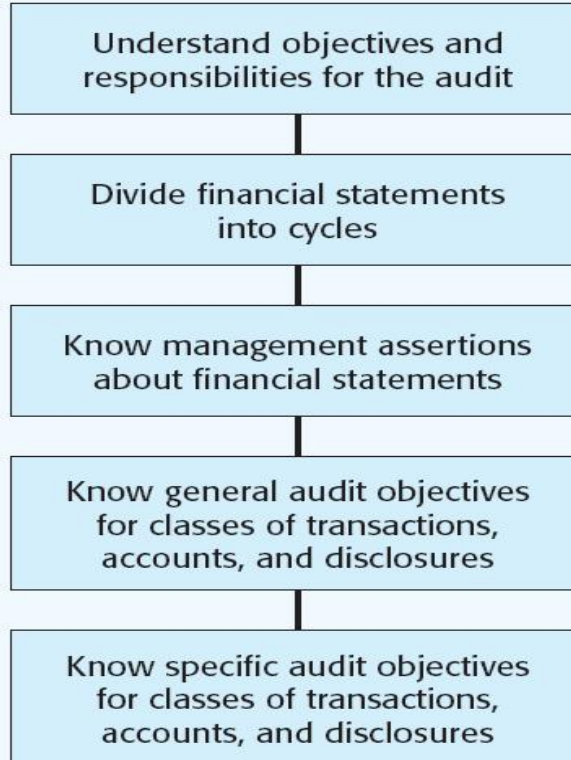 Understand objectives and
responsibilities for the audit
Divide financial statements
into cycles
Know management assertions
about financial statements
Know general audit objectives
for classes of transactions,
accounts, and disclosures
Know specific audit objectives
for classes of transactions,
accounts, and disclosures